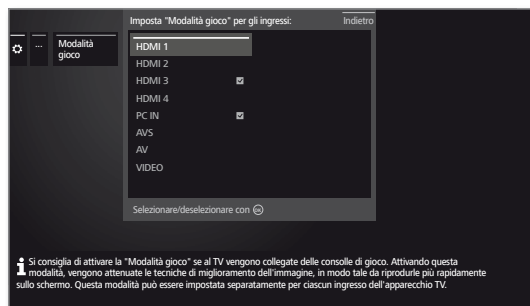 Imposta "Modalità gioco" per gli ingressi:
Indietro
...
Modalità
gioco
HDMI 1
HDMI 2
HDMI 3
HDMI 4
PC IN
AVS
AV
VIDEO
Selezionare/deselezionare con OK
Si consiglia di attivare la "Modalità gioco" se al TV vengono collegate delle consolle di gioco. Attivando questa
modalità, vengono attenuate le tecniche di miglioramento dell'immagine, in modo tale da riprodurle più rapidamente
sullo schermo. Questa modalità può essere impostata separatamente per ciascun ingresso dell'apparecchio TV.